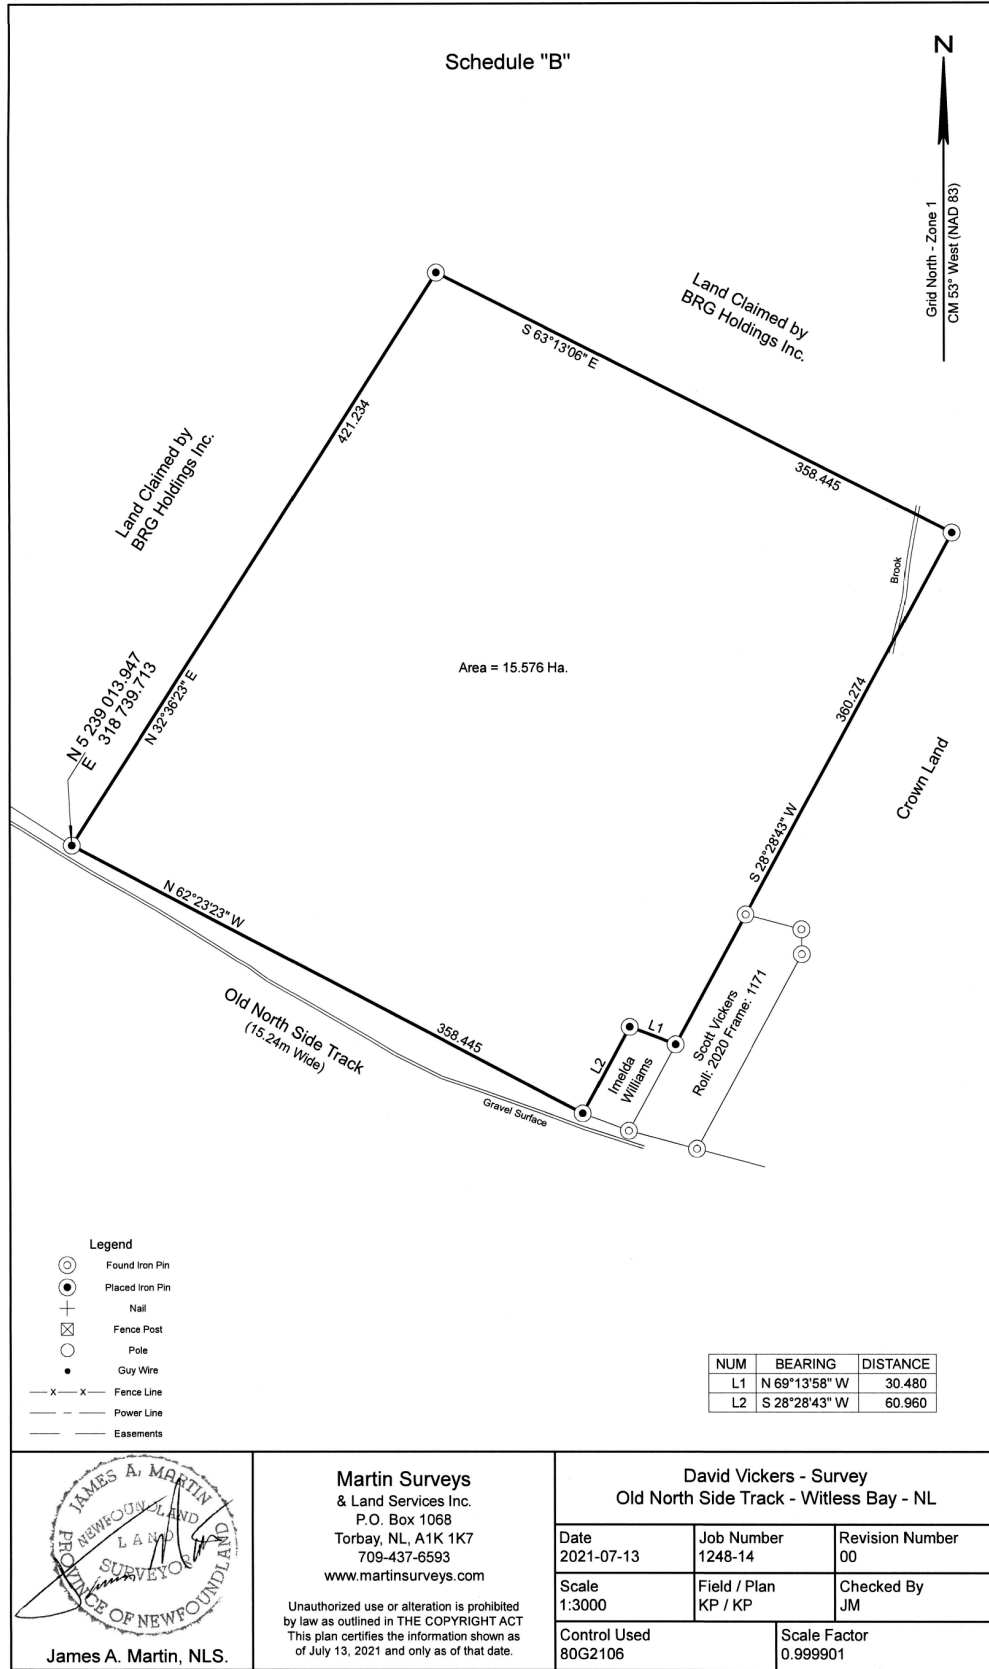 Schedule "B"
N
Grid North - Zone 1
CM 53° West (NAD 83)
Land Claimed by
BRG Holdings Inc.
S 63°13'06" E
358.445
421.234
N 32°36'23" E
Land Claimed by
BRG Holdings Inc.
Brook
Area = 15.576 Ha.
N 5 239 013.947
E 318 739.713
360.274
S 28°28'43" W
Crown Land
N 62°23'23" W
358.445
Old North Side Track
(15.24m Wide)
Gravel Surface
L1
L2
Imelda
Williams
Scott Vickers
Roll: 2020 Frame: 1171
Legend
Found Iron Pin
Placed Iron Pin
Nail
Fence Post
Pole
Guy Wire
X X Fence Line
Power Line
Easements
NUM BEARING DISTANCE
L1 N 69°13'58" W 30.480
L2 S 28°28'43" W 60.960
JAMES A. MARTIN
NEWFOUNDLAND
LAND
SURVEYOR
PROVINCE OF NEWFOUNDLAND
James A. Martin, NLS.
Martin Surveys
& Land Services Inc.
P.O. Box 1068
Torbay, NL, A1K 1K7
709-437-6593
www.martinsurveys.com
Unauthorized use or alteration is prohibited
by law as outlined in THE COPYRIGHT ACT
This plan certifies the information shown as
of July 13, 2021 and only as of that date.
David Vickers - Survey
Old North Side Track - Witless Bay - NL
Date
2021-07-13
Job Number
1248-14
Revision Number
00
Scale
1:3000
Field / Plan
KP / KP
Checked By
JM
Control Used
80G2106
Scale Factor
0.999901